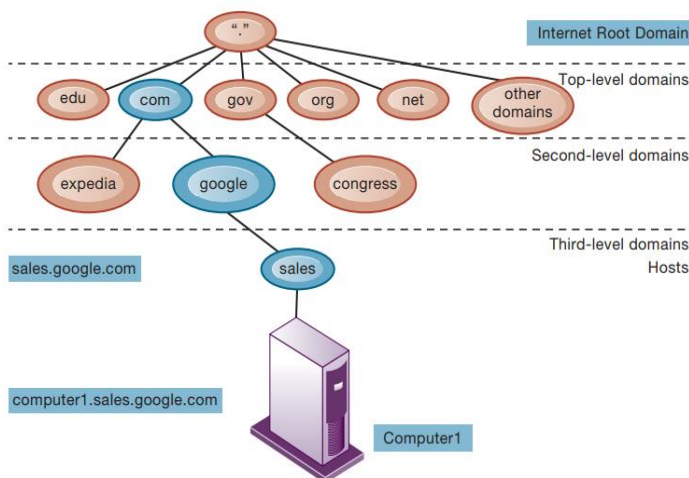 “.”
Internet Root Domain
Top-level domains
edu
com
gov
org
net
other
domains
Second-level domains
expedia
google
congress
Third-level domains
sales.google.com
sales
Hosts
computer1.sales.google.com
Computer1